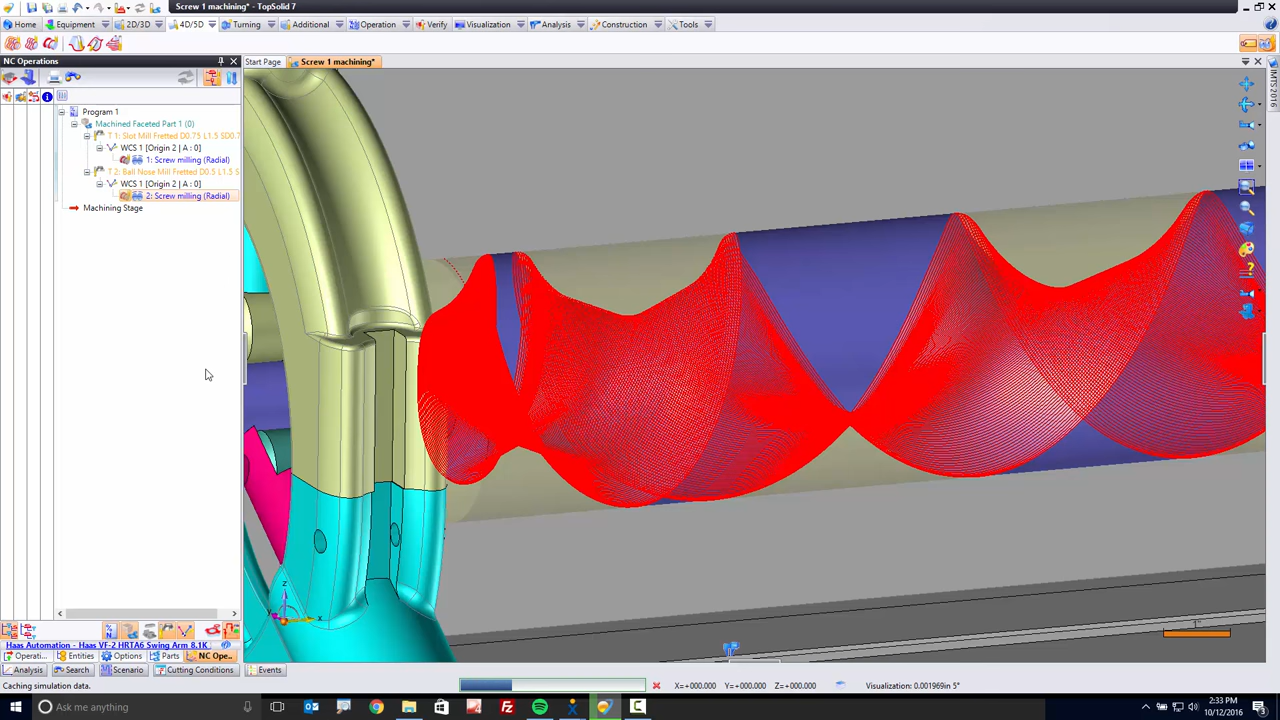 Screw 1 machining* - TopSolid 7
Home Equipment 2D/3D 4D/5D Turning Additional Operation Verify Visualization Analysis Construction Tools
NC Operations
Start Page Screw 1 machining*
IMTS2016
Program 1
Machined Faceted Part 1 (0)
T 1: Slot Mill Fretted D0.75 L1.5 SD0.7
WCS 1 [Origin 2 | A : 0]
1: Screw milling (Radial)
T 2: Ball Nose Mill Fretted D0.5 L1.5 S
WCS 1 [Origin 2 | A : 0]
2: Screw milling (Radial)
Machining Stage
z
y x
1"
Haas Automation - Haas VF-2 HRTA6 Swing Arm 8.1K
Operati... Entities Options Parts NC Ope...
Analysis Search Scenario Cutting Conditions Events
Caching simulation data. X=+000.000 Y=+000.000 Z=+000.000 Visualization: 0.001969in 5°
Ask me anything
2:33 PM
10/12/2016